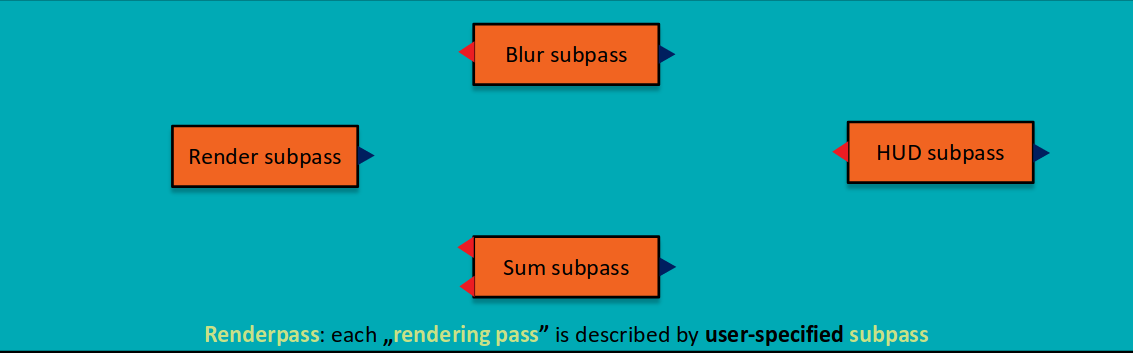 Blur subpass
Render subpass
HUD subpass
Sum subpass
Renderpass: each „rendering pass” is described by user-specified subpass